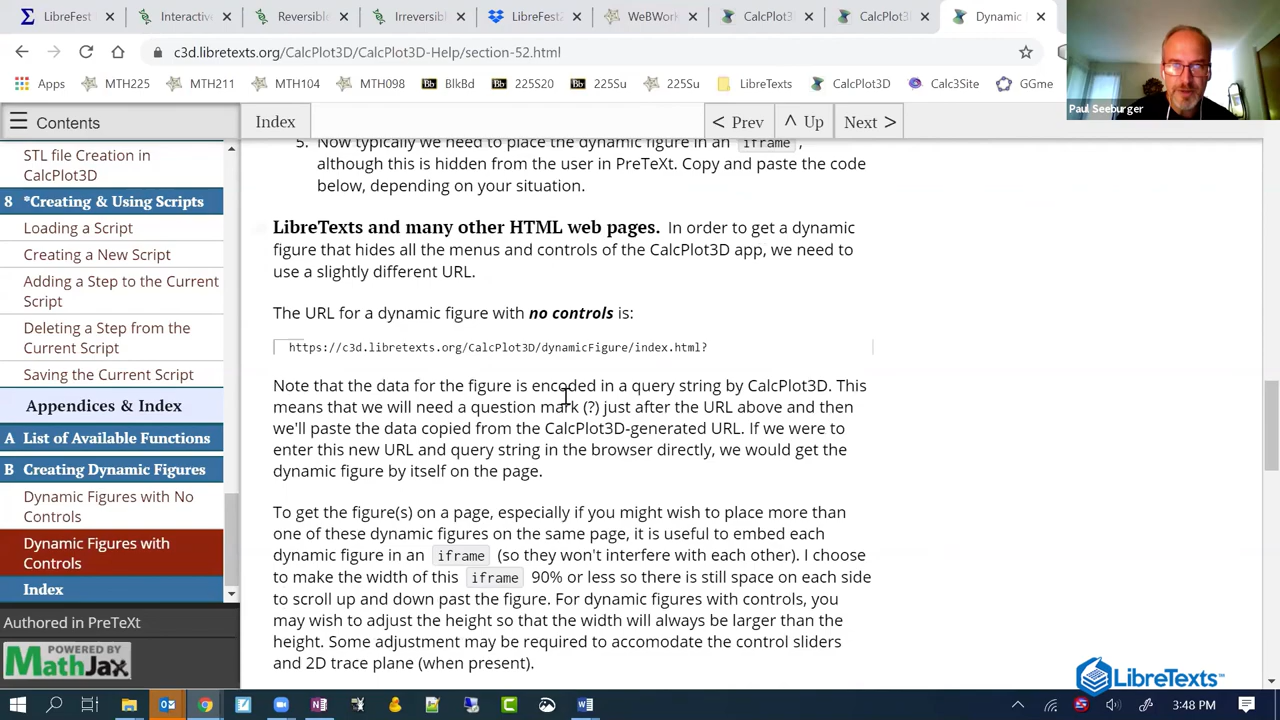 LibreFest
Interactive
Reversible
Irreversibl
LibreFest2
WeBWork
CalcPlot3D
CalcPlot3D
Dynamic
c3d.libretexts.org/CalcPlot3D/CalcPlot3D-Help/section-52.html
Apps
MTH225
MTH211
MTH104
MTH098
Bb
BlkBd
Bb
225S20
225Su
225Su
LibreTexts
CalcPlot3D
Calc3Site
GGme
Paul Seeburger
Contents
Index
< Prev
^ Up
Next >
STL file Creation in
CalcPlot3D
8 *Creating & Using Scripts
Loading a Script
Creating a New Script
Adding a Step to the Current
Script
Deleting a Step from the
Current Script
Saving the Current Script
Appendices & Index
A List of Available Functions
B Creating Dynamic Figures
Dynamic Figures with No
Controls
Dynamic Figures with
Controls
Index
Authored in PreTeXt
POWERED BY
MathJax
5. Now typically we need to place the dynamic figure in an iframe ,
although this is hidden from the user in PreTeXt. Copy and paste the code
below, depending on your situation.
LibreTexts and many other HTML web pages. In order to get a dynamic
figure that hides all the menus and controls of the CalcPlot3D app, we need to
use a slightly different URL.
The URL for a dynamic figure with no controls is:
https://c3d.libretexts.org/CalcPlot3D/dynamicFigure/index.html?
Note that the data for the figure is encoded in a query string by CalcPlot3D. This
means that we will need a question mark (?) just after the URL above and then
we'll paste the data copied from the CalcPlot3D-generated URL. If we were to
enter this new URL and query string in the browser directly, we would get the
dynamic figure by itself on the page.
To get the figure(s) on a page, especially if you might wish to place more than
one of these dynamic figures on the same page, it is useful to embed each
dynamic figure in an iframe (so they won't interfere with each other). I choose
to make the width of this iframe 90% or less so there is still space on each side
to scroll up and down past the figure. For dynamic figures with controls, you
may wish to adjust the height so that the width will always be larger than the
height. Some adjustment may be required to accomodate the control sliders
and 2D trace plane (when present).
LibreTexts™
3:48 PM